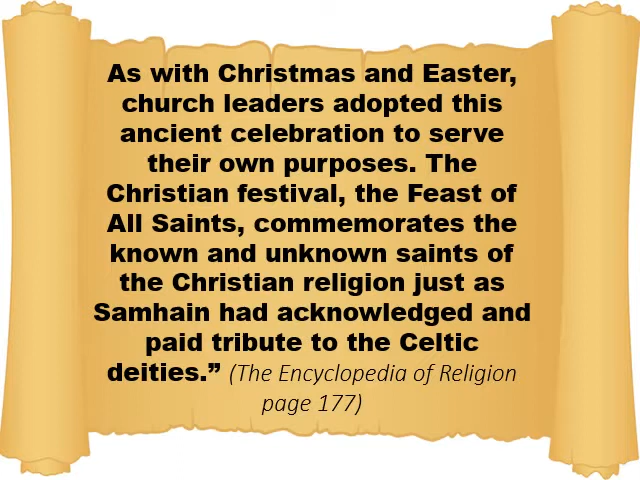 As with Christmas and Easter,
church leaders adopted this
ancient celebration to serve
their own purposes. The
Christian festival, the Feast of
All Saints, commemorates the
known and unknown saints of
the Christian religion just as
Samhain had acknowledged and
paid tribute to the Celtic
deities.” (The Encyclopedia of Religion
page 177)